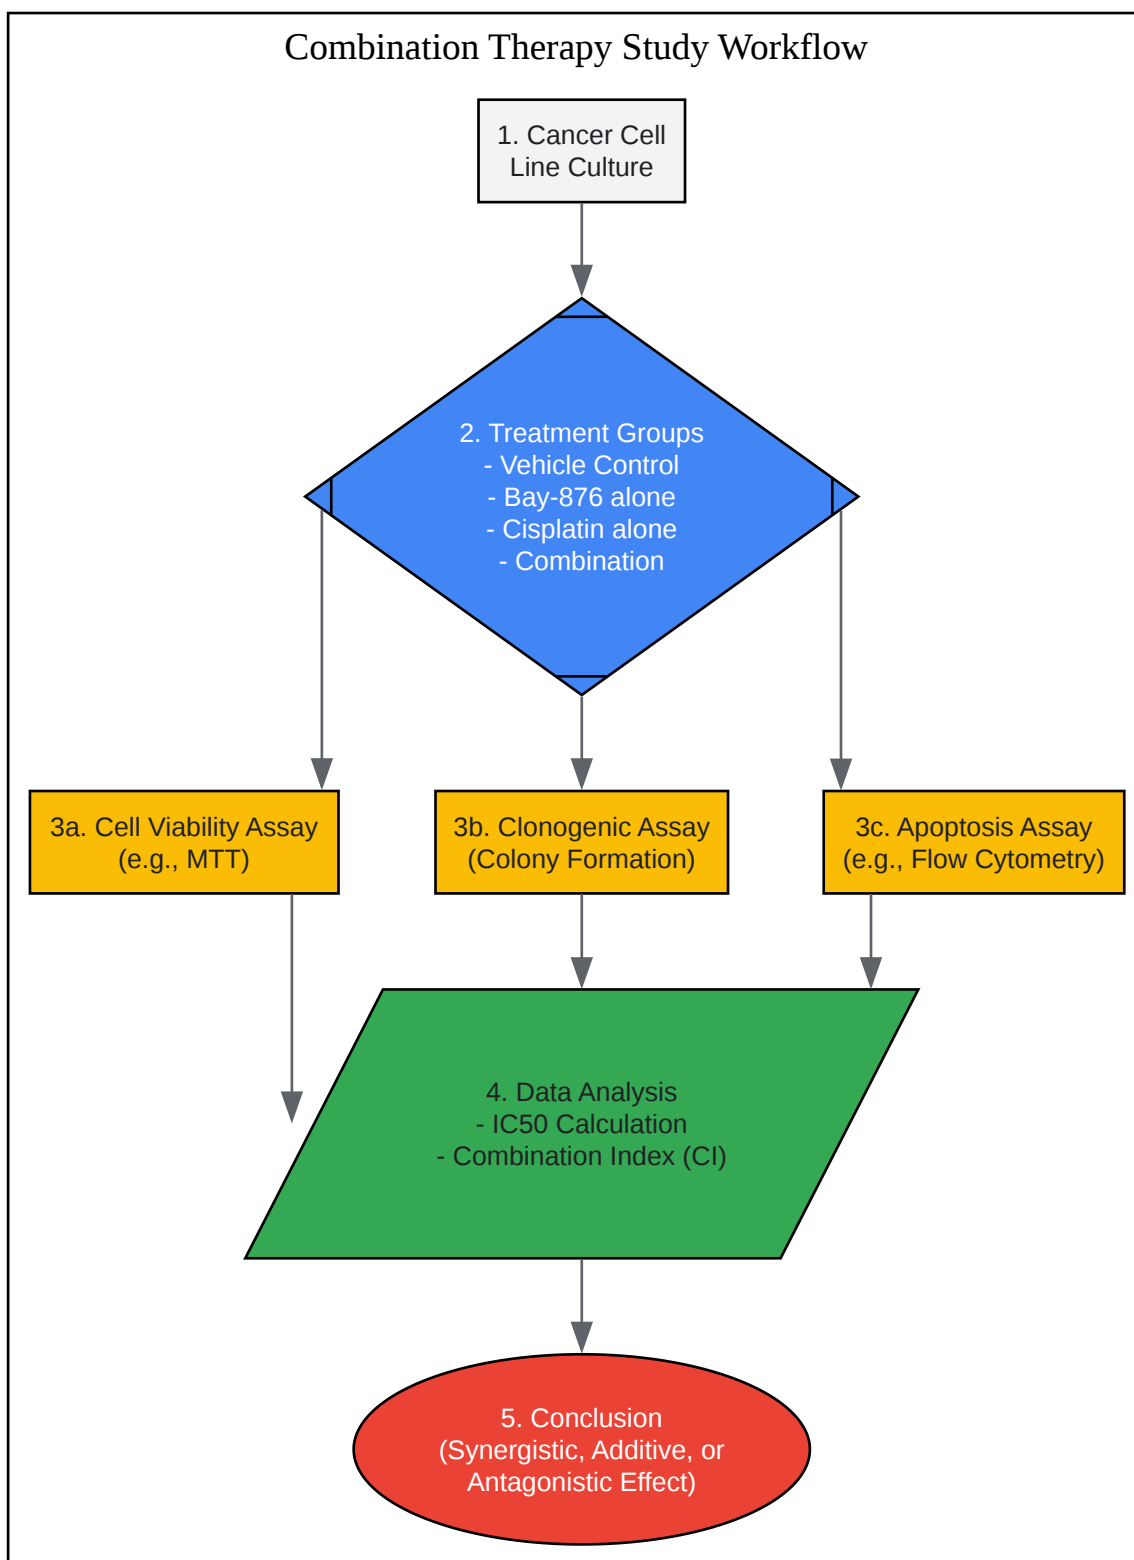 Combination Therapy Study Workflow
1. Cancer Cell
Line Culture
2. Treatment Groups
- Vehicle Control
- Bay-876 alone
- Cisplatin alone
- Combination
3a. Cell Viability Assay
(e.g., MTT)
3b. Clonogenic Assay
(Colony Formation)
3c. Apoptosis Assay
(e.g., Flow Cytometry)
4. Data Analysis
- IC50 Calculation
- Combination Index (CI)
5. Conclusion
(Synergistic, Additive, or
Antagonistic Effect)